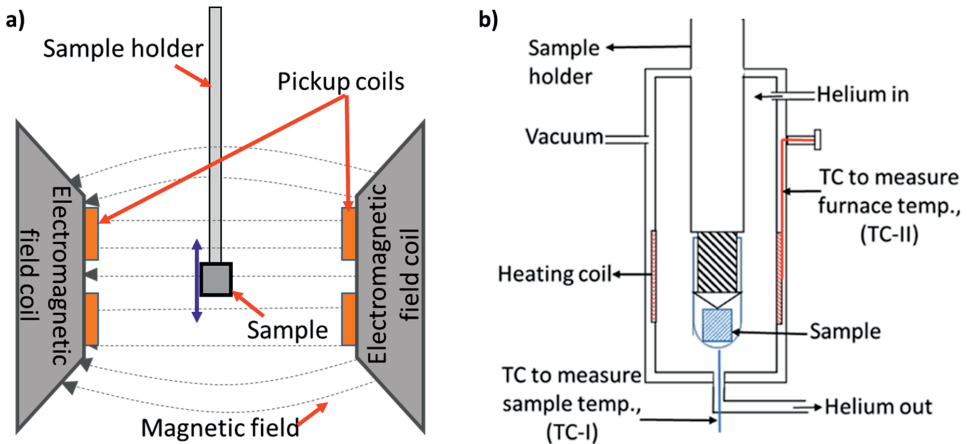 a)
Sample holder
Pickup coils
Electromagnetic
field coil
Electromagnetic
field coil
Sample
Magnetic field
b)
Sample
holder
Helium in
Vacuum
TC to measure
furnace temp.,
(TC-II)
Heating coil
Sample
TC to measure
sample temp.,
(TC-I)
Helium out